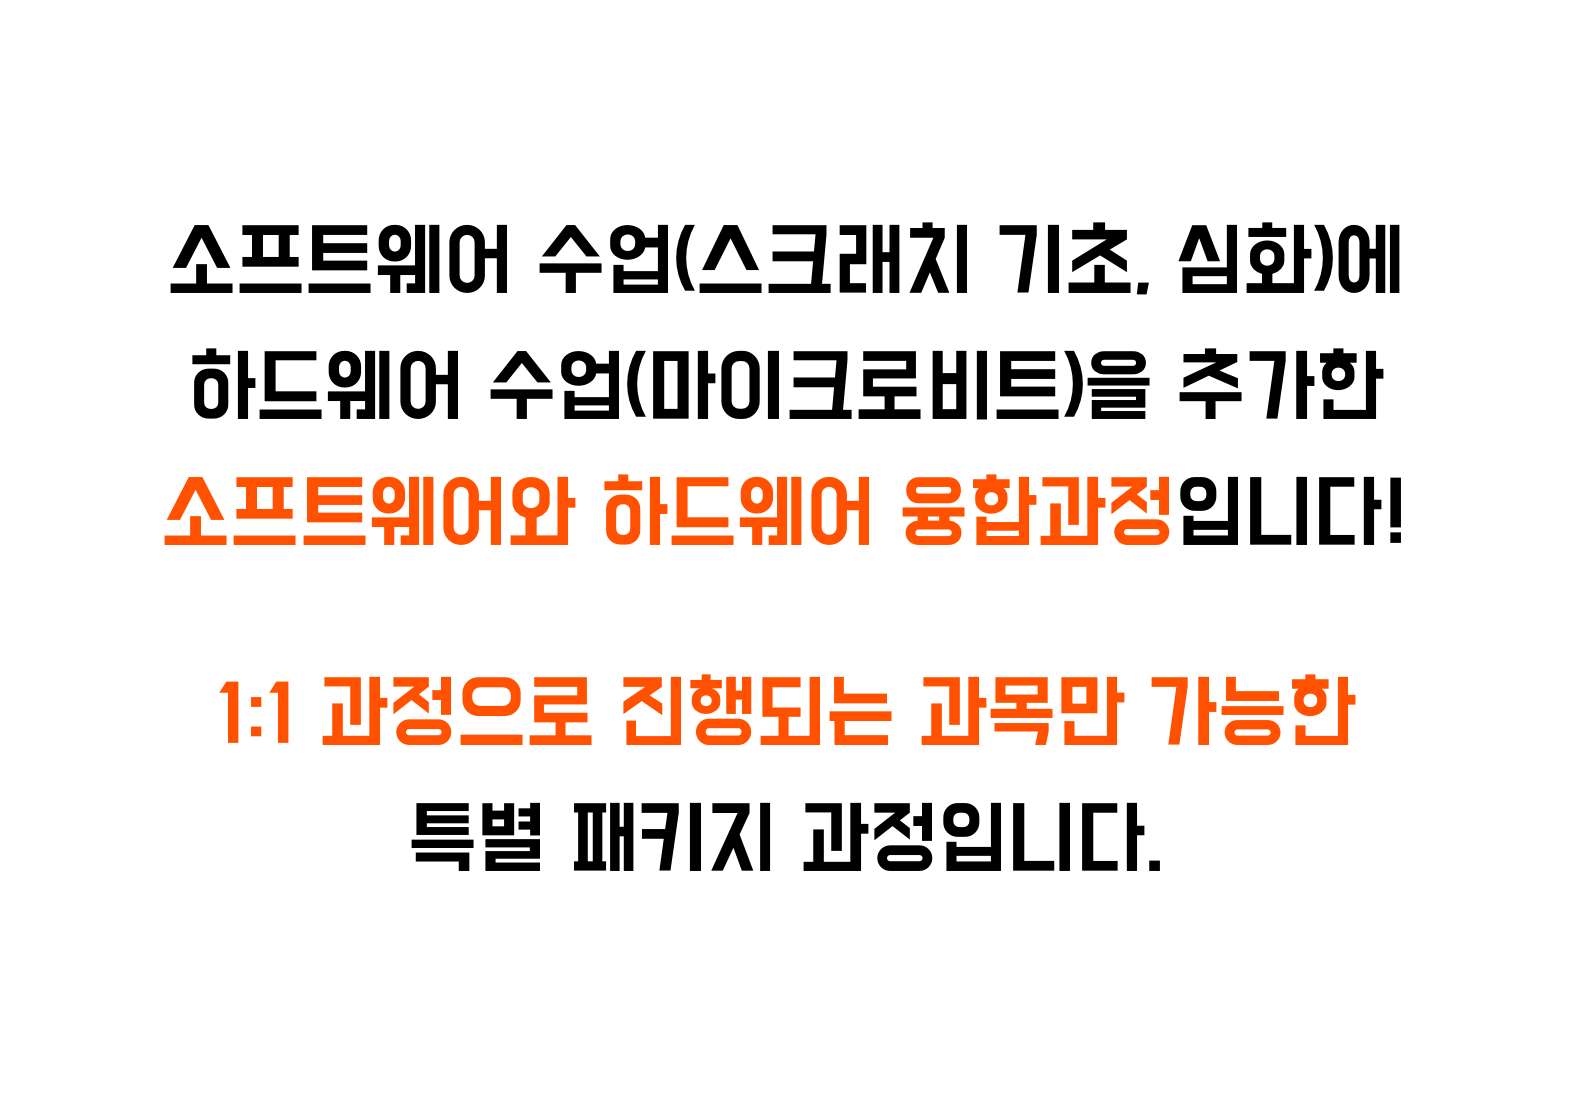 소프트웨어 수업(스크래치 기초, 심화)에
하드웨어 수업(마이크로비트)을 추가한
소프트웨어와 하드웨어 융합과정입니다!
1:1 과정으로 진행되는 과목만 가능한
특별 패키지 과정입니다.